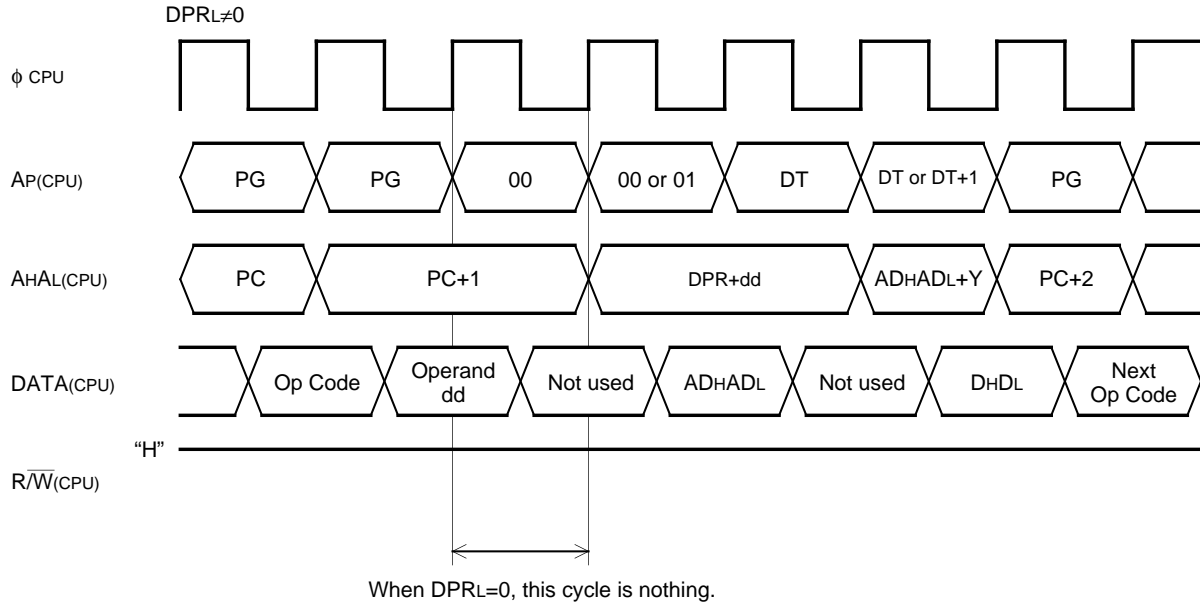 DPRL≠0
ϕ CPU
AP(CPU)
PG
PG
00
00 or 01
DT
DT or DT+1
PG
AHAL(CPU)
PC
PC+1
DPR+dd
ADHADL+Y
PC+2
DATA(CPU)
Op Code
Operand
dd
Not used
ADHADL
Not used
DHDL
Next
Op Code
“H”
R/W̅(CPU)
When DPRL=0, this cycle is nothing.